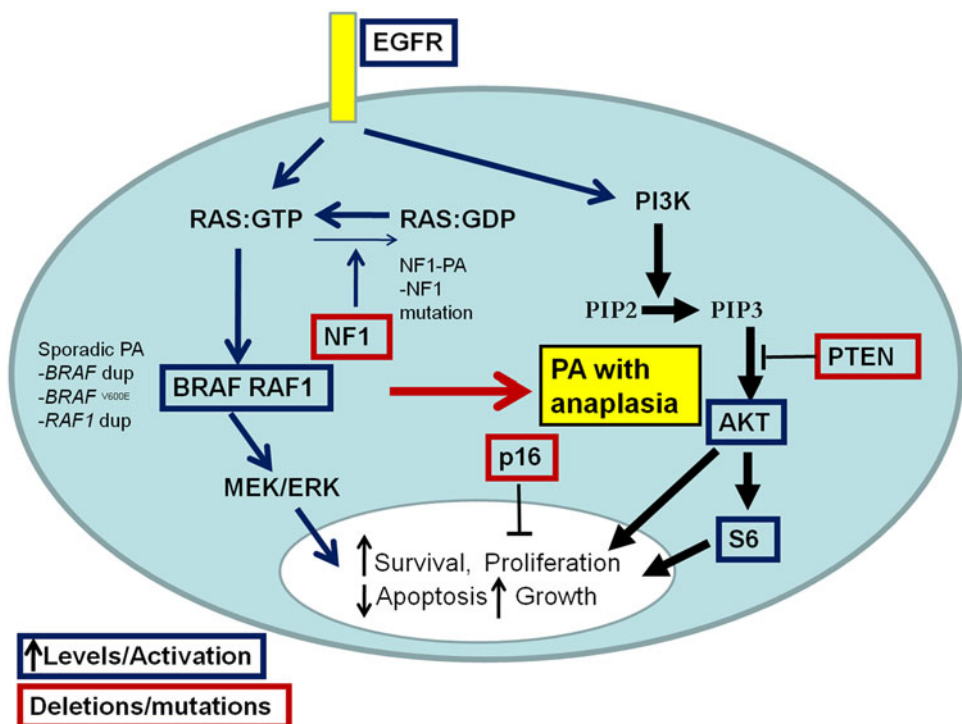 EGFR
RAS:GTP
RAS:GDP
PI3K
NF1-PA
-NF1
mutation
NF1
PIP2
PIP3
PTEN
Sporadic PA
-BRAF dup
-BRAF V600E
-RAF1 dup
BRAF RAF1
PA with
anaplasia
AKT
p16
MEK/ERK
S6
↑Survival, Proliferation
↓Apoptosis ↑ Growth
↑Levels/Activation
Deletions/mutations